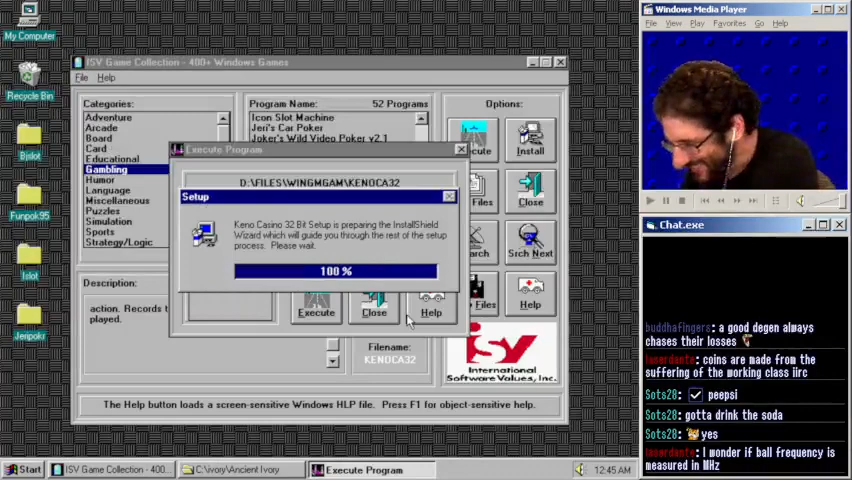 My Computer
Recycle Bin
Bjslot
Funpok95
Islot
Jeripokr
ISV Game Collection - 400+ Windows Games
File Help
Categories:
Adventure
Arcade
Board
Card
Educational
Gambling
Humor
Language
Miscellaneous
Puzzles
Simulation
Sports
Strategy/Logic
Program Name: 52 Programs
Icon Slot Machine
Jeri's Car Poker
Joker's Wild Video Poker v2.1
Options:
Install
Files
Close
Srch Next
Files
Help
Execute Program
D:\FILES\WINGMGAM\KENOCA32
Setup
Keno Casino 32 Bit Setup is preparing the InstallShield
Wizard which will guide you through the rest of the setup
process. Please wait.
100 %
Execute
Close
Help
Description:
action. Records t
played.
Filename:
KENOCA32
isv
International
Software Values, Inc.
The Help button loads a screen-sensitive Windows HLP file. Press F1 for object-sensitive help.
Windows Media Player
File View Play Favorites Go Help
Chat.exe
buddhafingers: a good degen always
chases their losses
luserdante: coins are made from the
suffering of the working class iirc
Sots28: peepsi
Sots28: gotta drink the soda
Sots28: yes
luserdante: I wonder if ball frequency is
measured in MHz
Start
ISV Game Collection - 400...
C:\ivory\Ancient Ivory
Execute Program
12:45 AM